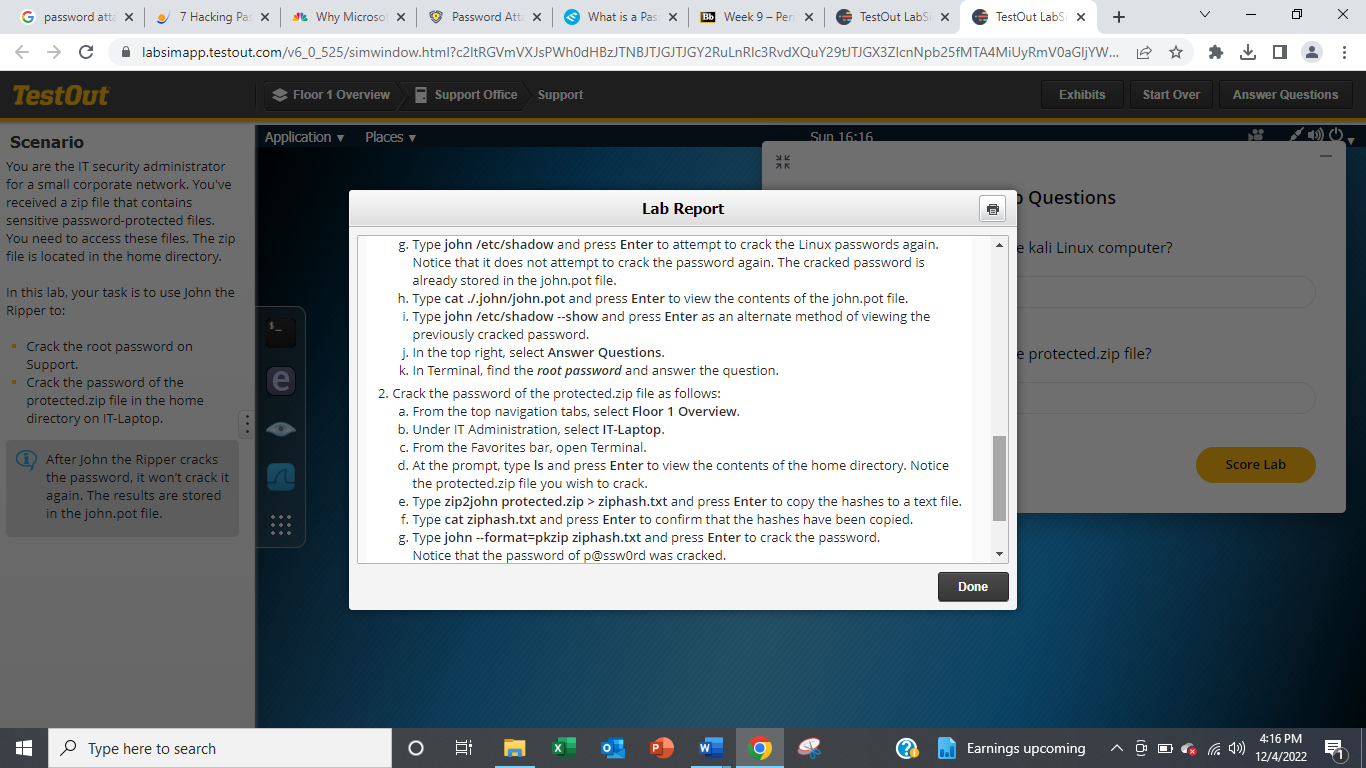 password atta
7 Hacking Pas
Why Microso
Password Atta
What is a Pass
Bb
Week 9 – Pen
TestOut LabSi
TestOut LabSi
TestOut
Floor 1 Overview
Support Office
Support
Exhibits
Start Over
Answer Questions
Scenario
You are the IT security administrator
for a small corporate network. You've
received a zip file that contains
sensitive password-protected files.
You need to access these files. The zip
file is located in the home directory.
In this lab, your task is to use John the
Ripper to:
Crack the root password on
Support.
Crack the password of the
protected.zip file in the home
directory on IT-Laptop.
After John the Ripper cracks
the password, it won't crack it
again. The results are stored
in the john.pot file.
Application
Places
Sun 16:16
Questions
e kali Linux computer?
e protected.zip file?
Score Lab
Lab Report
g. Type john /etc/shadow and press Enter to attempt to crack the Linux passwords again.
Notice that it does not attempt to crack the password again. The cracked password is
already stored in the john.pot file.
h. Type cat ./.john/john.pot and press Enter to view the contents of the john.pot file.
i. Type john /etc/shadow --show and press Enter as an alternate method of viewing the
previously cracked password.
j. In the top right, select Answer Questions.
k. In Terminal, find the root password and answer the question.
2. Crack the password of the protected.zip file as follows:
a. From the top navigation tabs, select Floor 1 Overview.
b. Under IT Administration, select IT-Laptop.
c. From the Favorites bar, open Terminal.
d. At the prompt, type ls and press Enter to view the contents of the home directory. Notice
the protected.zip file you wish to crack.
e. Type zip2john protected.zip > ziphash.txt and press Enter to copy the hashes to a text file.
f. Type cat ziphash.txt and press Enter to confirm that the hashes have been copied.
g. Type john --format=pkzip ziphash.txt and press Enter to crack the password.
Notice that the password of p@ssw0rd was cracked.
Done
Type here to search
Earnings upcoming
4:16 PM
12/4/2022
1